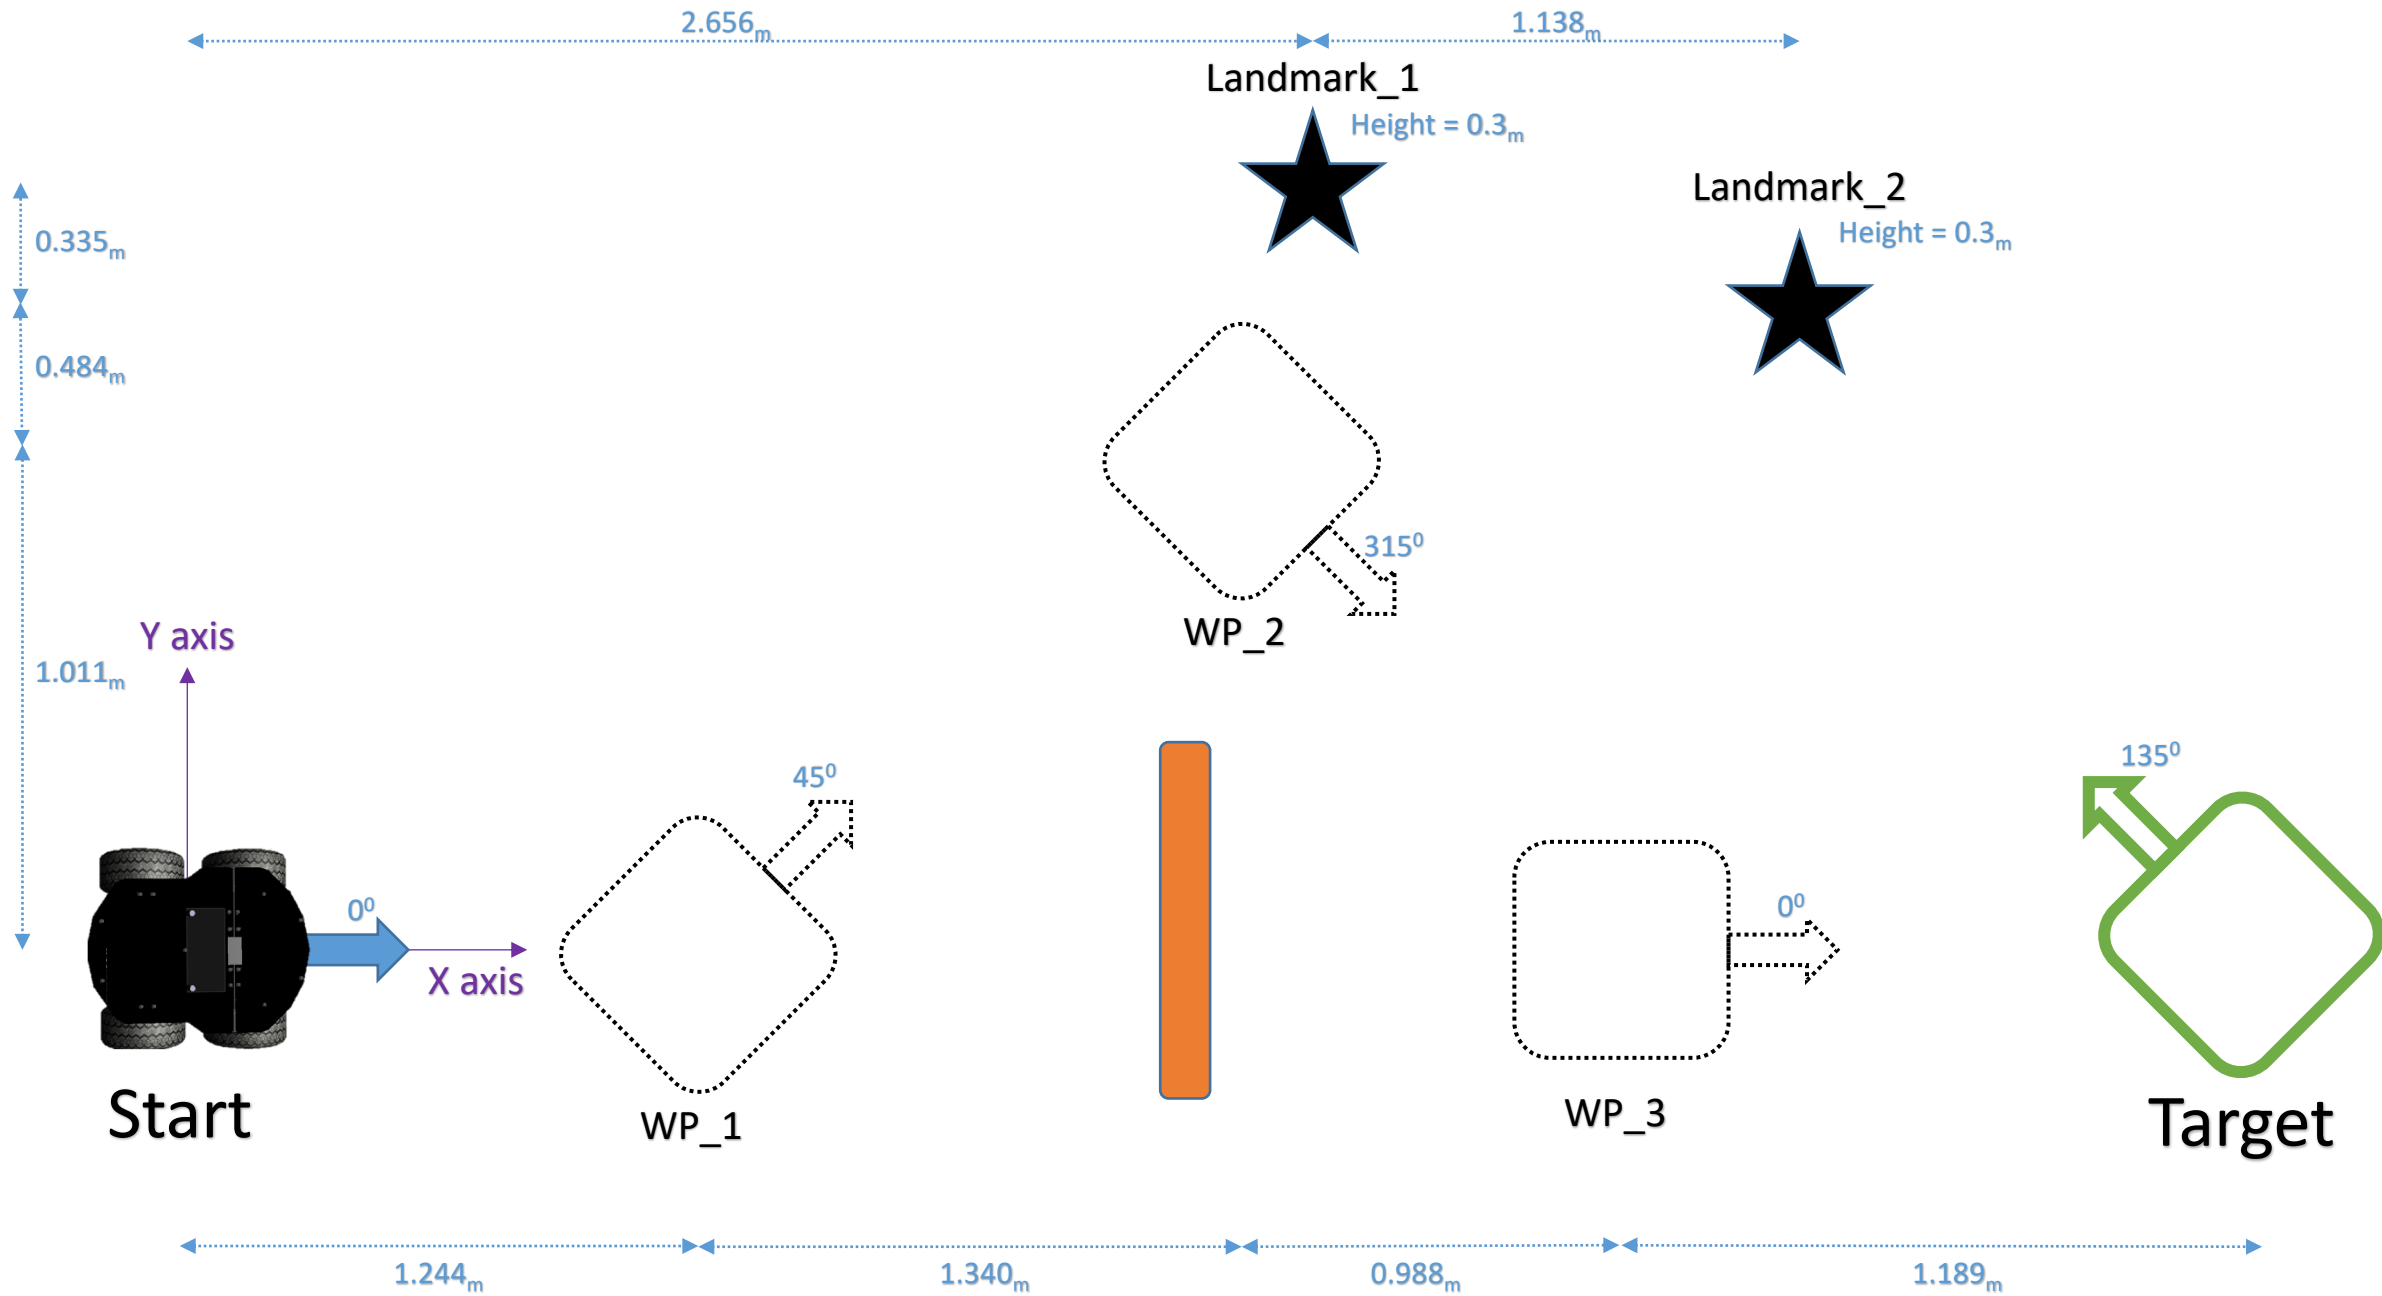 2.656m
1.138m
Landmark_1
Height = 0.3m
Landmark_2
Height = 0.3m
0.335m
0.484m
315⁰
WP_2
Y axis
1.011m
45⁰
135⁰
0⁰
0⁰
X axis
Start
WP_1
WP_3
Target
1.244m
1.340m
0.988m
1.189m